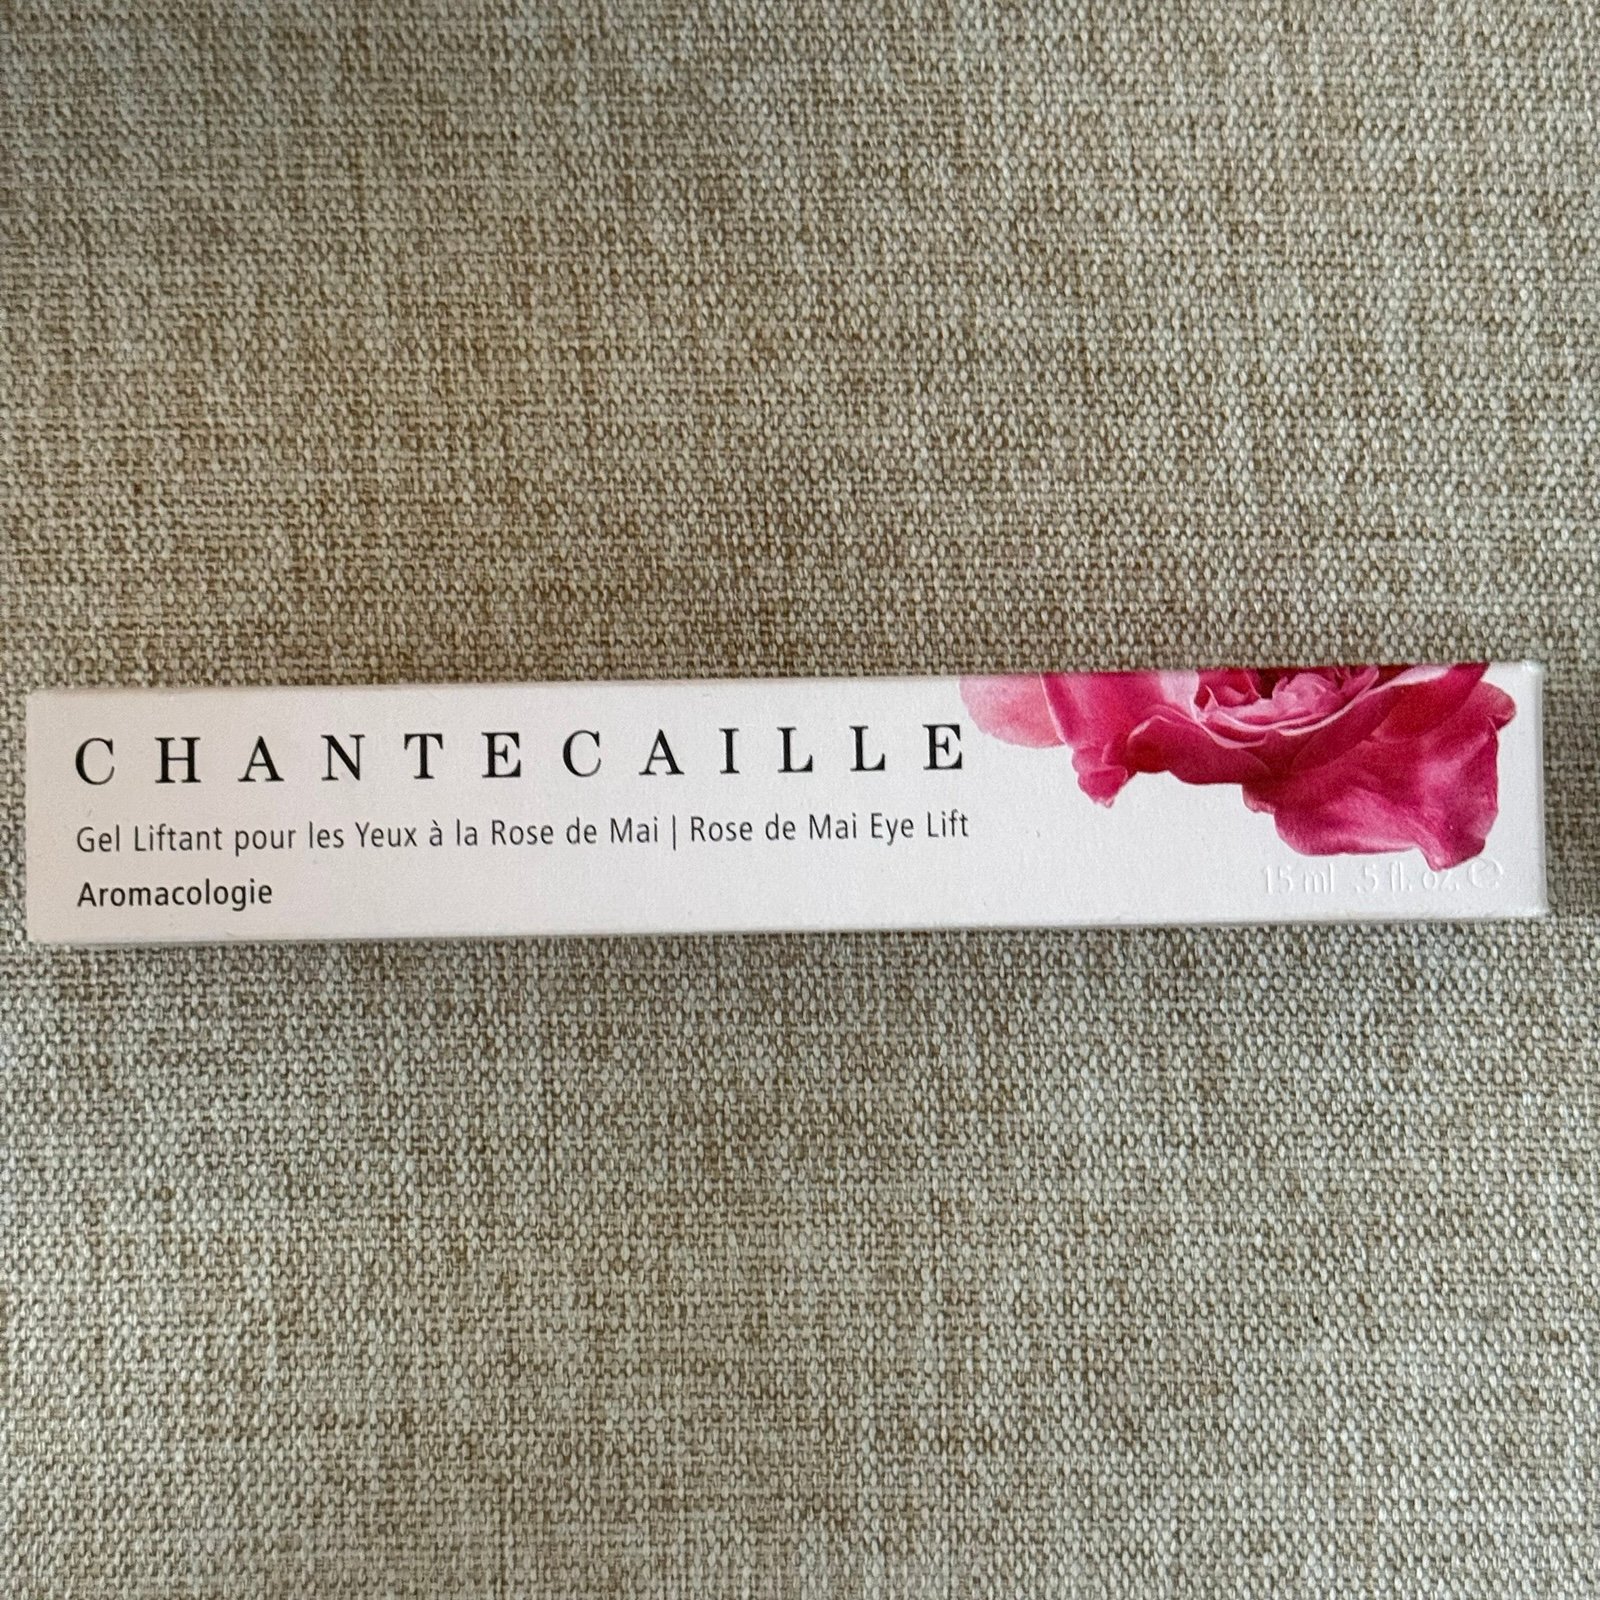 CHANTECAILLE
Gel Liftant pour les Yeux à la Rose de Mai | Rose de Mai Eye Lift
Aromacologie
15 ml .5 fl. oz. ℮